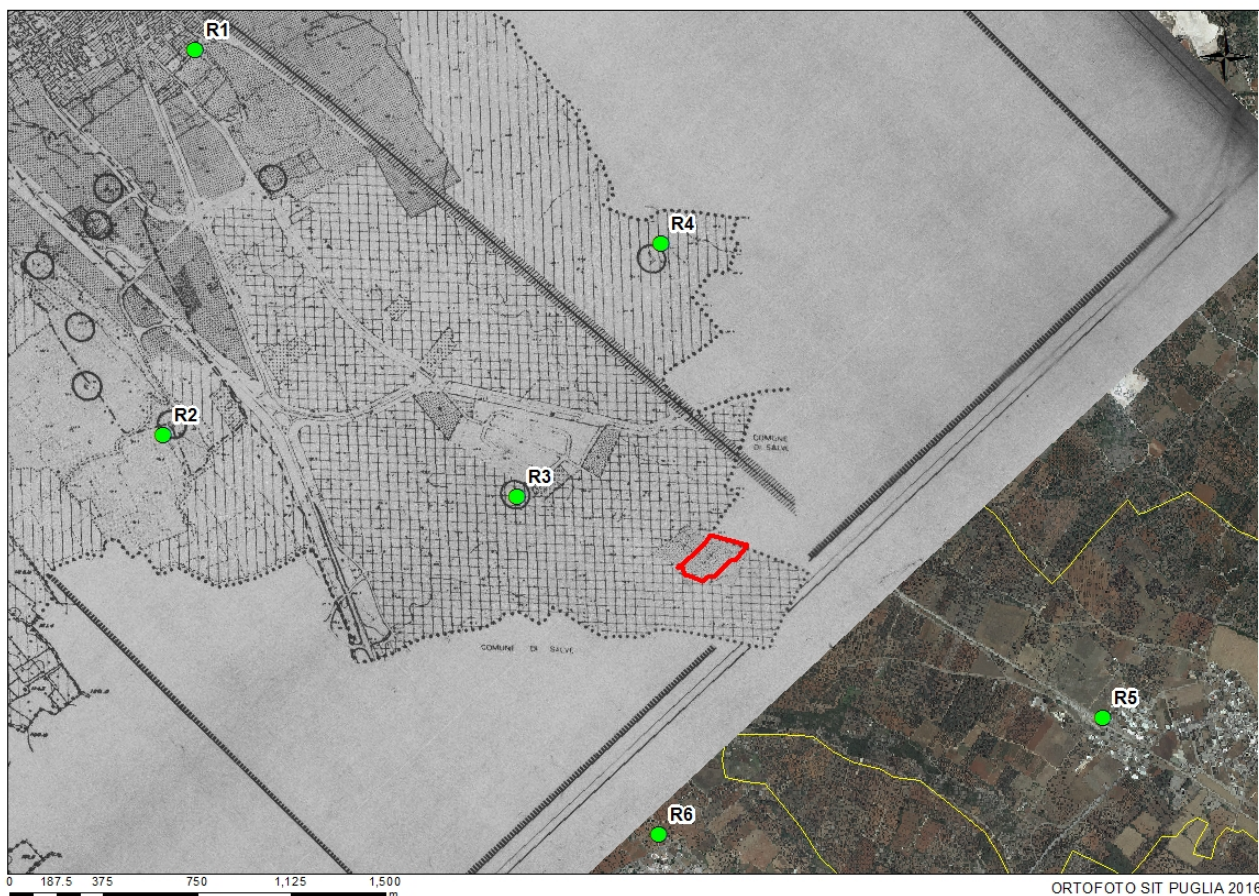 R1
R4
R2
COMUNE
DI SALVE
R3
COMUNE DI SALVE
R5
R6
0 187.5 375 750 1,125 1,500
m
ORTOFOTO SIT PUGLIA 2016